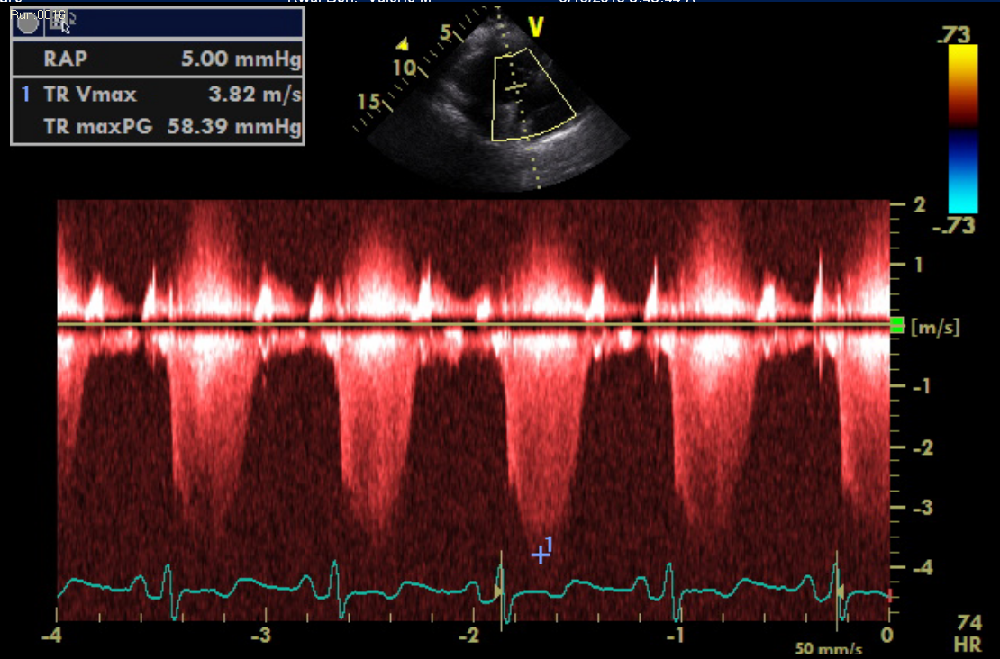 Run:0016
RAP 5.00 mmHg
1 TR Vmax 3.82 m/s
TR maxPG 58.39 mmHg
V
5
10
15
.73
-.73
2
1
[m/s]
-1
-2
-3
-4
1
-4 -3 -2 -1 0
50 mm/s
74
HR